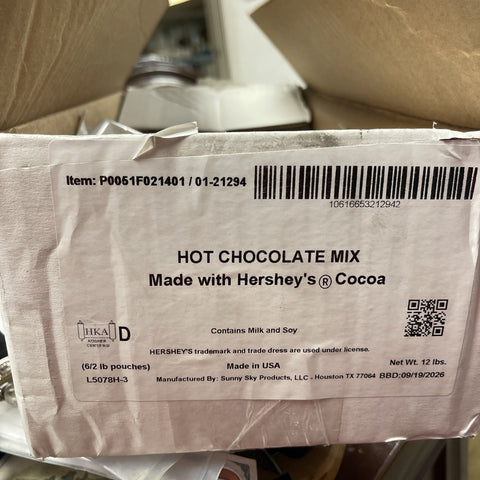 Item: P0051F021401 / 01-21294
10616653212942
HOT CHOCOLATE MIX
Made with Hershey's ® Cocoa
HKA D
KOSHER
CERTIFIED
Contains Milk and Soy
HERSHEY'S trademark and trade dress are used under license.
(6/2 lb pouches) Made in USA Net Wt. 12 lbs.
L5078H-3 Manufactured By: Sunny Sky Products, LLC - Houston TX 77064 BBD:09/19/2026